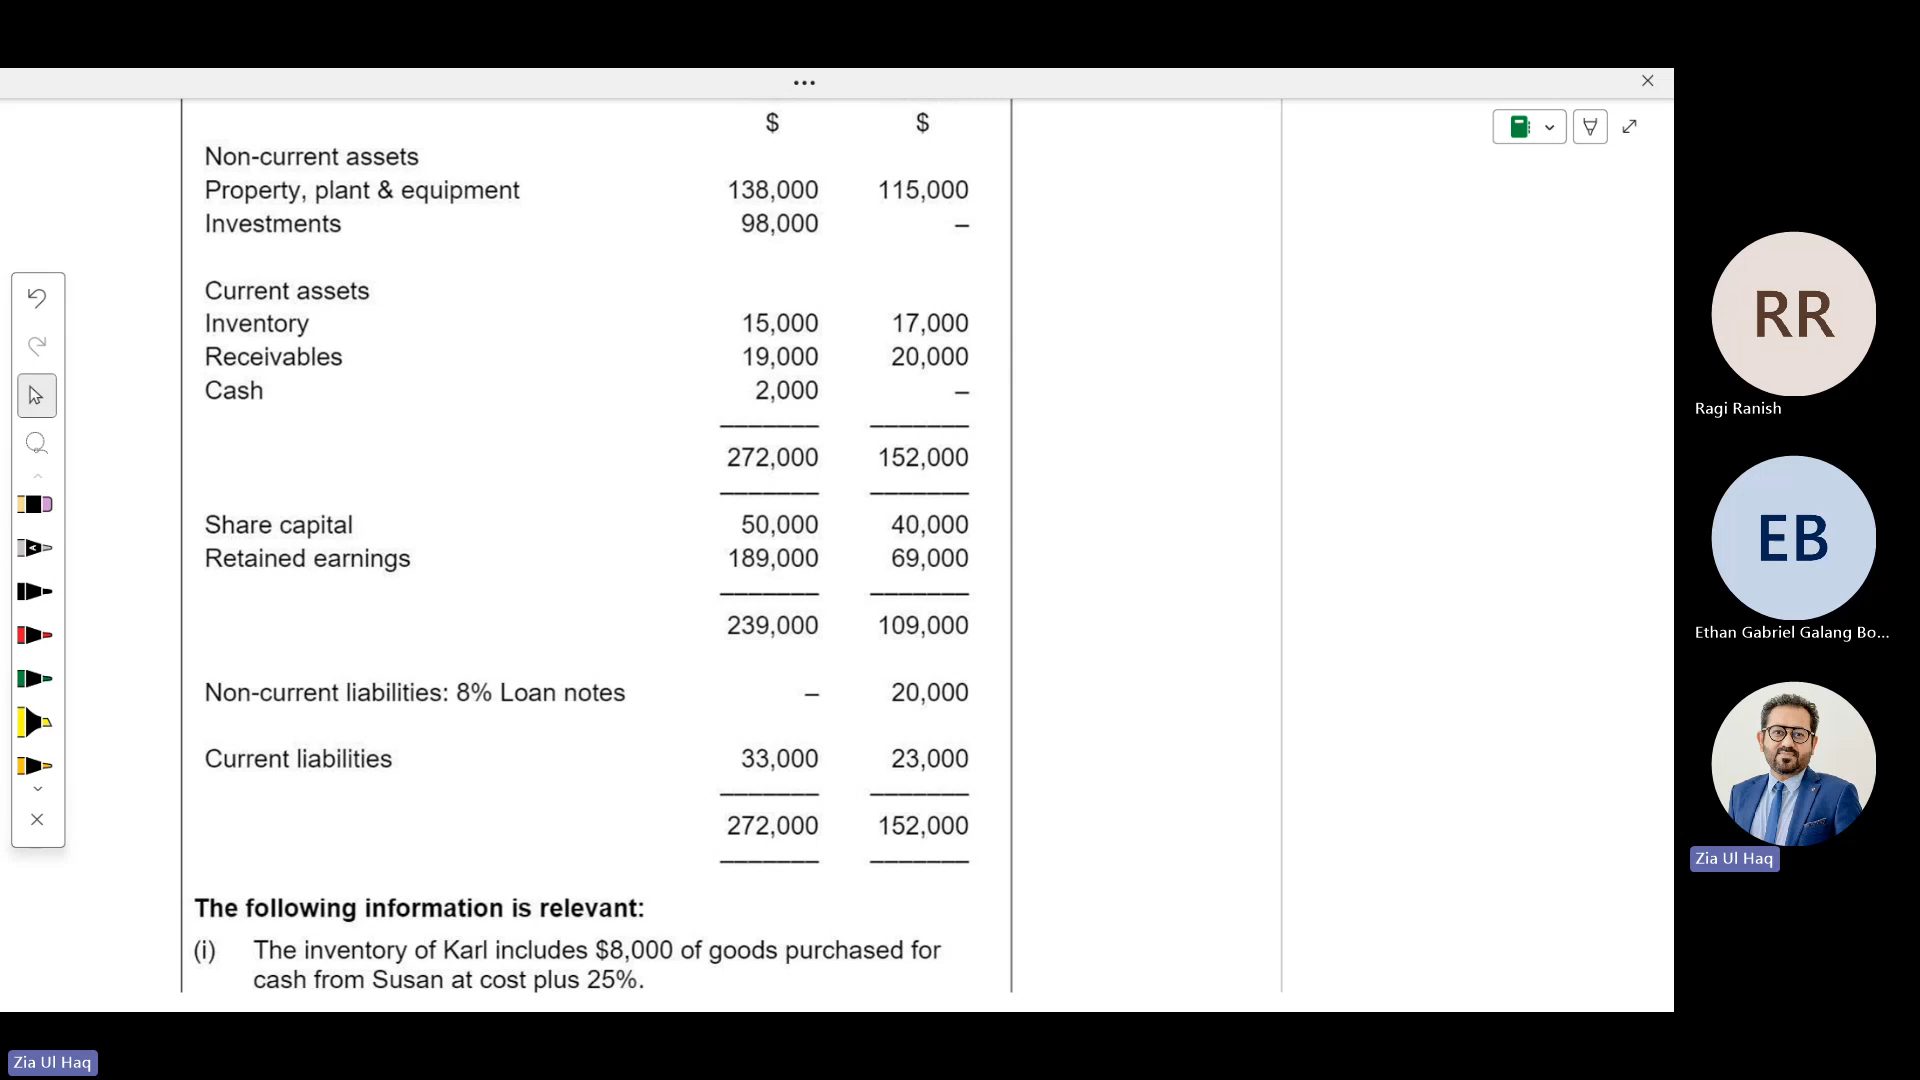 $ $
Non-current assets
Property, plant & equipment 138,000 115,000
Investments 98,000 –
Current assets
Inventory 15,000 17,000
Receivables 19,000 20,000
Cash 2,000 –
272,000 152,000
Share capital 50,000 40,000
Retained earnings 189,000 69,000
239,000 109,000
Non-current liabilities: 8% Loan notes – 20,000
Current liabilities 33,000 23,000
272,000 152,000
The following information is relevant:
(i) The inventory of Karl includes $8,000 of goods purchased for
cash from Susan at cost plus 25%.
RR
Ragi Ranish
EB
Ethan Gabriel Galang Bo...
Zia Ul Haq
Zia Ul Haq